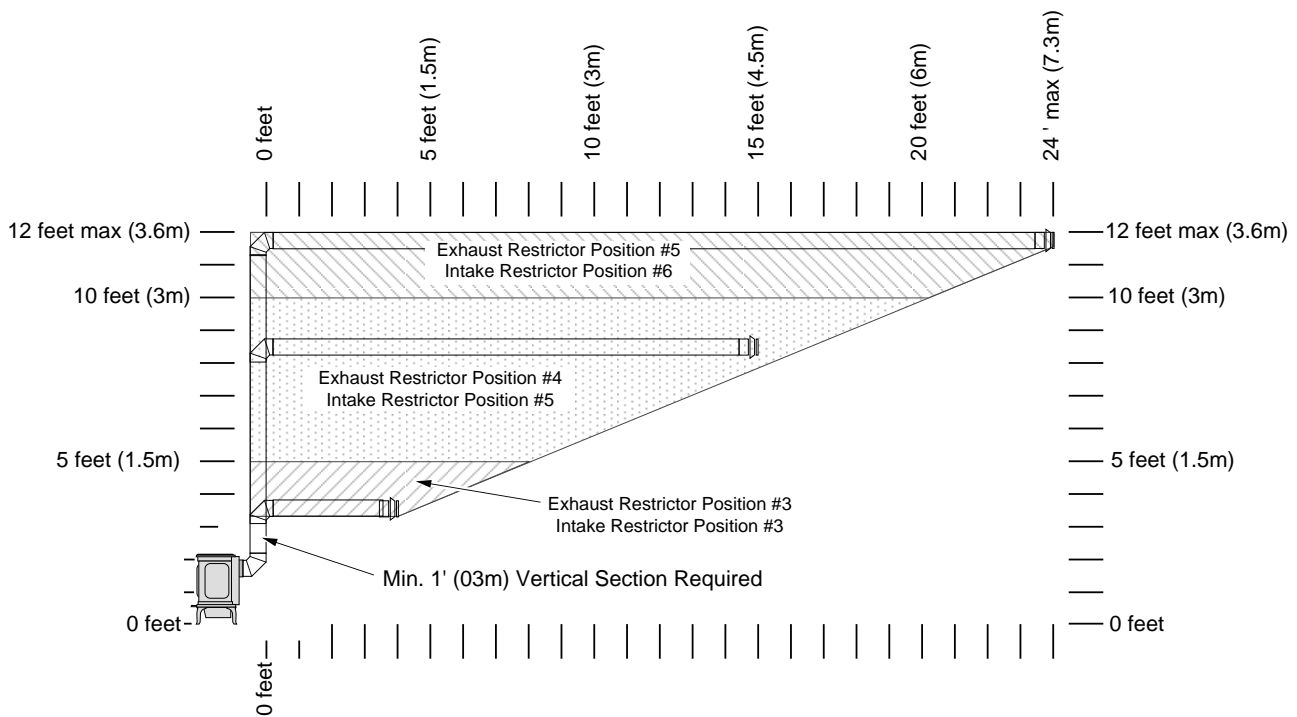 0 feet
5 feet (1.5m)
10 feet (3m)
15 feet (4.5m)
20 feet (6m)
24 ' max (7.3m)
12 feet max (3.6m)
12 feet max (3.6m)
Exhaust Restrictor Position #5
Intake Restrictor Position #6
10 feet (3m)
10 feet (3m)
Exhaust Restrictor Position #4
Intake Restrictor Position #5
5 feet (1.5m)
5 feet (1.5m)
Exhaust Restrictor Position #3
Intake Restrictor Position #3
Min. 1' (03m) Vertical Section Required
0 feet
0 feet
0 feet